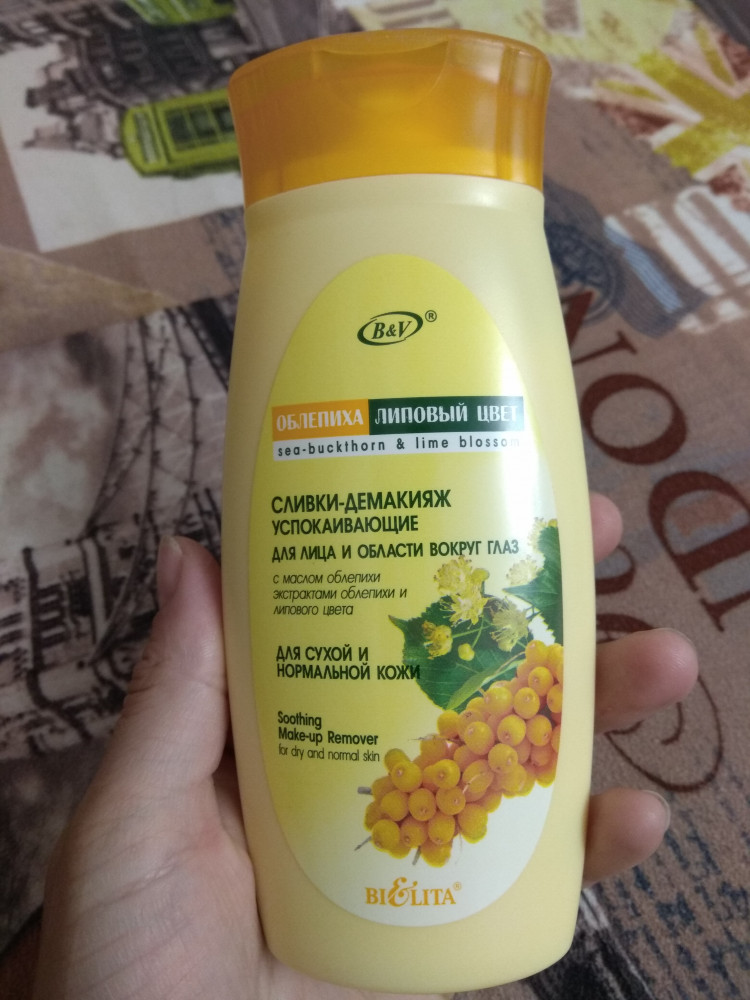 B&V®
ОБЛЕПИХА ЛИПОВЫЙ ЦВЕТ
sea-buckthorn & lime blossom
СЛИВКИ-ДЕМАКИЯЖ
УСПОКАИВАЮЩИЕ
ДЛЯ ЛИЦА И ОБЛАСТИ ВОКРУГ ГЛАЗ
с маслом облепихи
экстрактами облепихи и
липового цвета
ДЛЯ СУХОЙ И
НОРМАЛЬНОЙ КОЖИ
Soothing
Make-up Remover
for dry and normal skin
BIELITA®